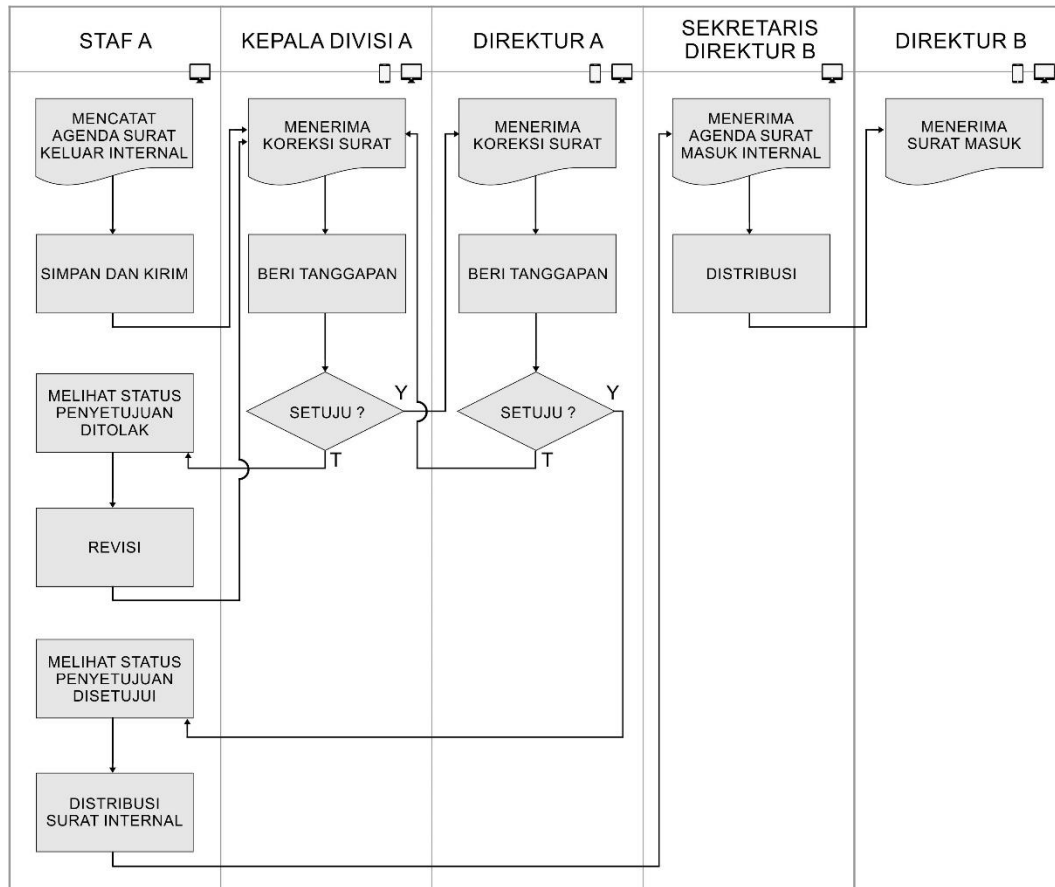 STAF A
KEPALA DIVISI A
DIREKTUR A
SEKRETARIS
DIREKTUR B
DIREKTUR B
MENCATAT
AGENDA SURAT
KELUAR INTERNAL
MENERIMA
KOREKSI SURAT
MENERIMA
KOREKSI SURAT
MENERIMA
AGENDA SURAT
MASUK INTERNAL
MENERIMA
SURAT MASUK
SIMPAN DAN KIRIM
BERI TANGGAPAN
BERI TANGGAPAN
DISTRIBUSI
MELIHAT STATUS
PENYETUJUAN
DITOLAK
SETUJU ?
Y
T
SETUJU ?
Y
T
REVISI
MELIHAT STATUS
PENYETUJUAN
DISETUJUI
DISTRIBUSI
SURAT INTERNAL